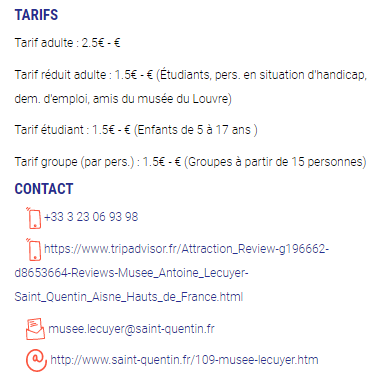 TARIFS
Tarif adulte : 2.5€ - €
Tarif réduit adulte : 1.5€ - € (Étudiants, pers. en situation d'handicap,
dem. d'emploi, amis du musée du Louvre)
Tarif étudiant : 1.5€ - € (Enfants de 5 à 17 ans )
Tarif groupe (par pers.) : 1.5€ - € (Groupes à partir de 15 personnes)
CONTACT
+33 3 23 06 93 98
https://www.tripadvisor.fr/Attraction_Review-g196662-
d8653664-Reviews-Musee_Antoine_Lecuyer-
Saint_Quentin_Aisne_Hauts_de_France.html
musee.lecuyer@saint-quentin.fr
http://www.saint-quentin.fr/109-musee-lecuyer.htm